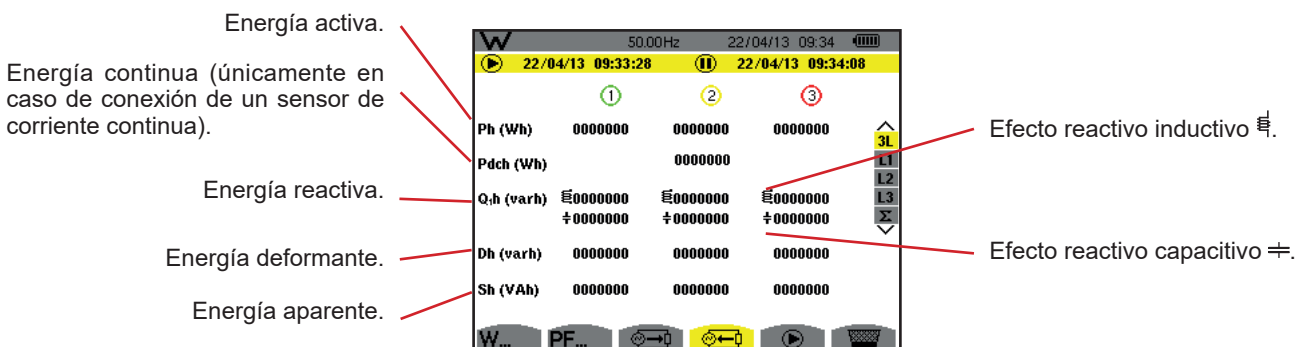 Energía activa.
Energía continua (únicamente en
caso de conexión de un sensor de
corriente continua).
Energía reactiva.
Energía deformante.
Energía aparente.
W 50.00Hz 22/04/13 09:34
22/04/13 09:33:28 22/04/13 09:34:08
1 2 3
Ph (Wh) 0000000 0000000 0000000
Pdch (Wh) 0000000
Q₁h (varh) 0000000 0000000 0000000
0000000 0000000 0000000
Dh (varh) 0000000 0000000 0000000
Sh (VAh) 0000000 0000000 0000000
3L
L1
L2
L3
Σ
W... PF...
Efecto reactivo inductivo .
Efecto reactivo capacitivo .